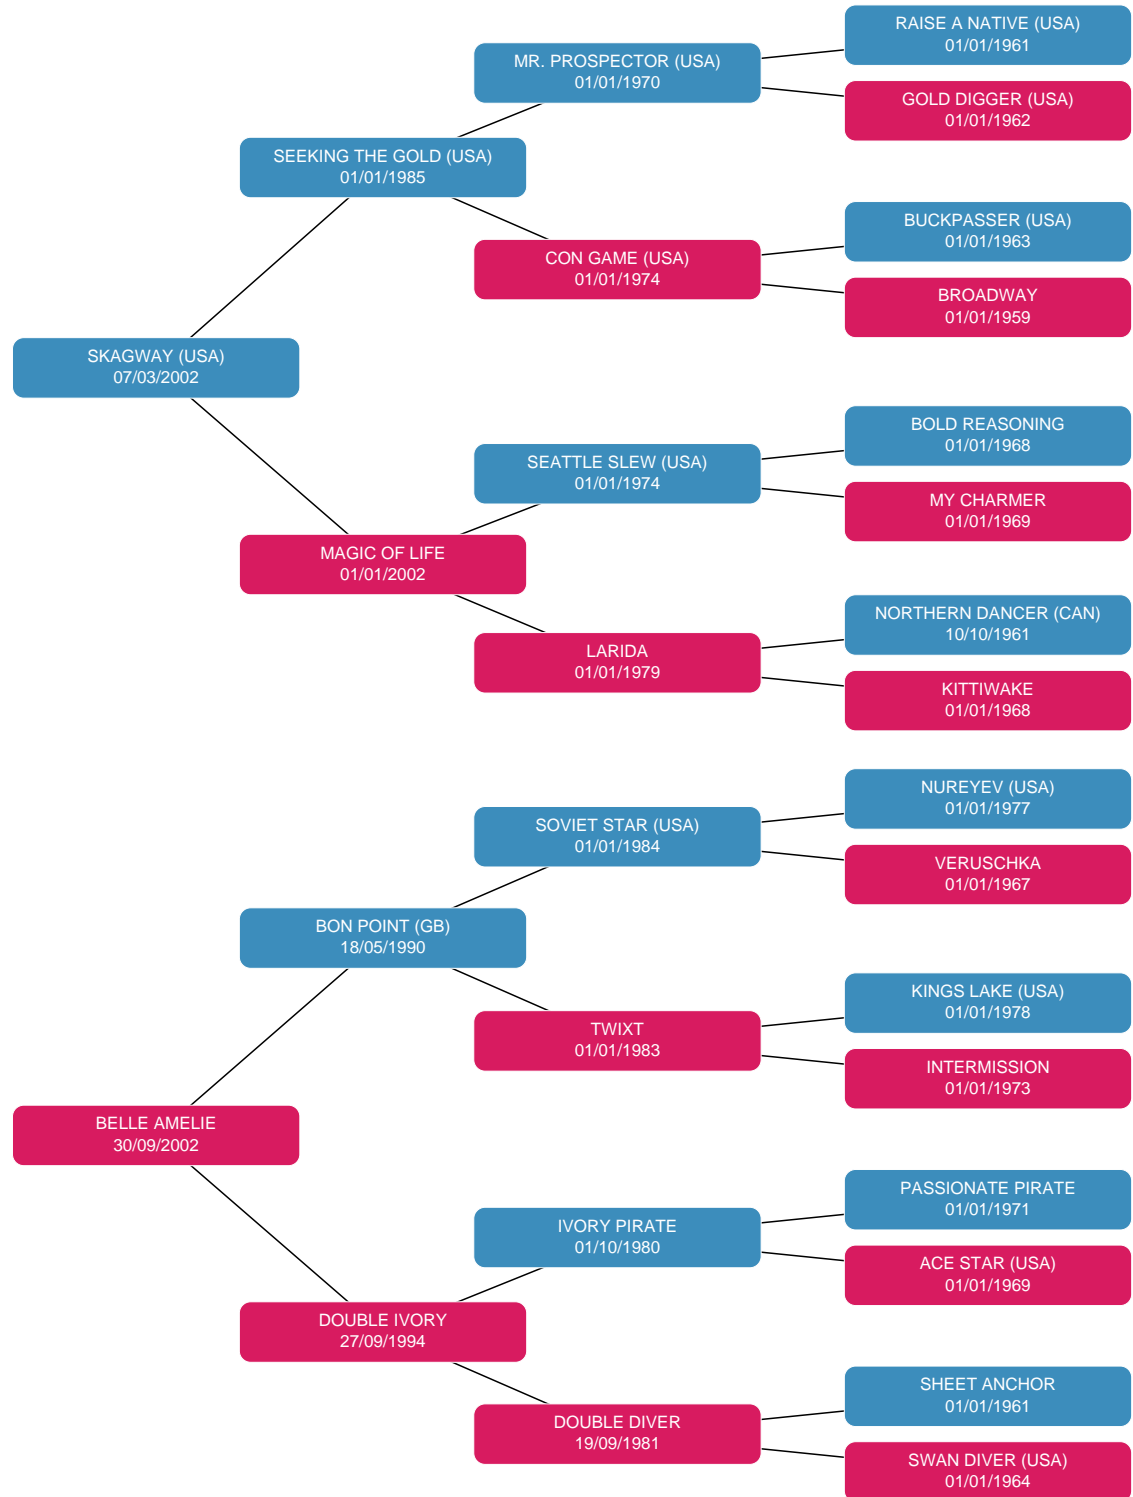 RAISE A NATIVE (USA)
01/01/1961
MR. PROSPECTOR (USA)
01/01/1970
GOLD DIGGER (USA)
01/01/1962
SEEKING THE GOLD (USA)
01/01/1985
BUCKPASSER (USA)
01/01/1963
CON GAME (USA)
01/01/1974
BROADWAY
01/01/1959
SKAGWAY (USA)
07/03/2002
BOLD REASONING
01/01/1968
SEATTLE SLEW (USA)
01/01/1974
MY CHARMER
01/01/1969
MAGIC OF LIFE
01/01/2002
NORTHERN DANCER (CAN)
10/10/1961
LARIDA
01/01/1979
KITTIWAKE
01/01/1968
NUREYEV (USA)
01/01/1977
SOVIET STAR (USA)
01/01/1984
VERUSCHKA
01/01/1967
BON POINT (GB)
18/05/1990
KINGS LAKE (USA)
01/01/1978
TWIXT
01/01/1983
INTERMISSION
01/01/1973
BELLE AMELIE
30/09/2002
PASSIONATE PIRATE
01/01/1971
IVORY PIRATE
01/10/1980
ACE STAR (USA)
01/01/1969
DOUBLE IVORY
27/09/1994
SHEET ANCHOR
01/01/1961
DOUBLE DIVER
19/09/1981
SWAN DIVER (USA)
01/01/1964